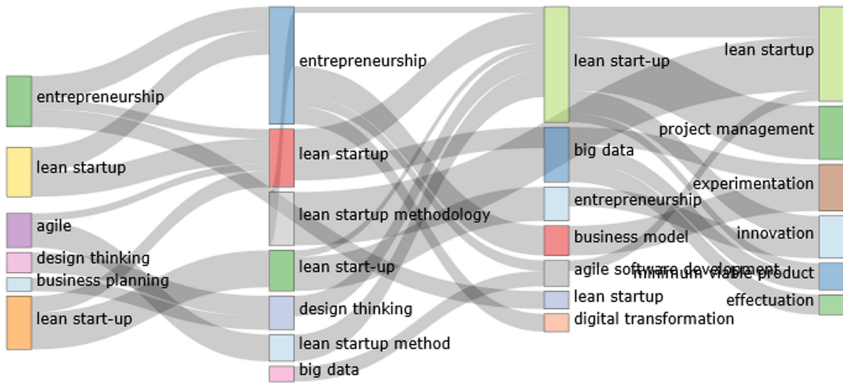 entrepreneurship
lean startup
agile
design thinking
business planning
lean start-up
entrepreneurship
lean startup
lean startup methodology
lean start-up
design thinking
lean startup method
big data
lean start-up
big data
entrepreneurship
business model
agile software development
lean startup
digital transformation
lean startup
project management
experimentation
innovation
minimum viable product
effectuation